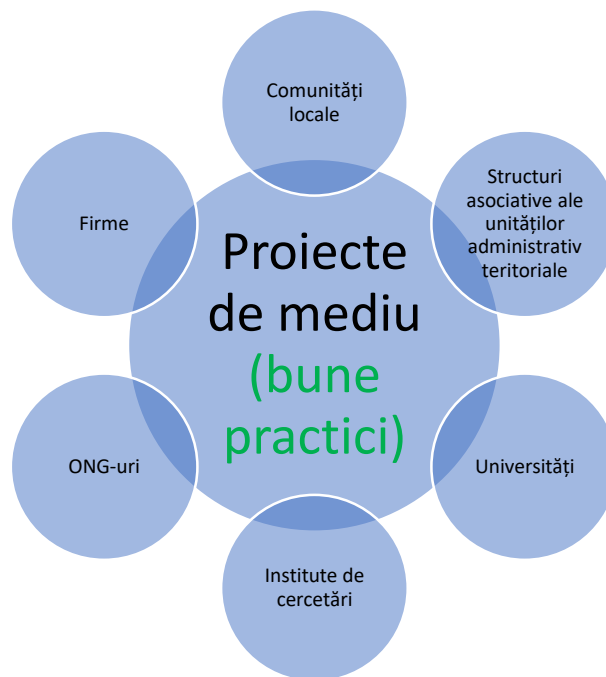 Comunități
locale
Structuri
asociative ale
unităților
administrativ
teritoriale
Firme
Proiecte
de mediu
(bune
practici)
ONG-uri
Universități
Institute de
cercetări